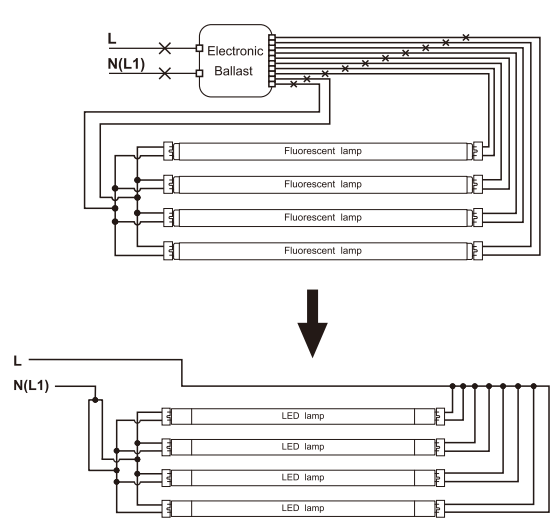 L
Electronic
N(L1)
Ballast
Fluorescent lamp
Fluorescent lamp
Fluorescent lamp
Fluorescent lamp
L
N(L1)
LED lamp
LED lamp
LED lamp
LED lamp